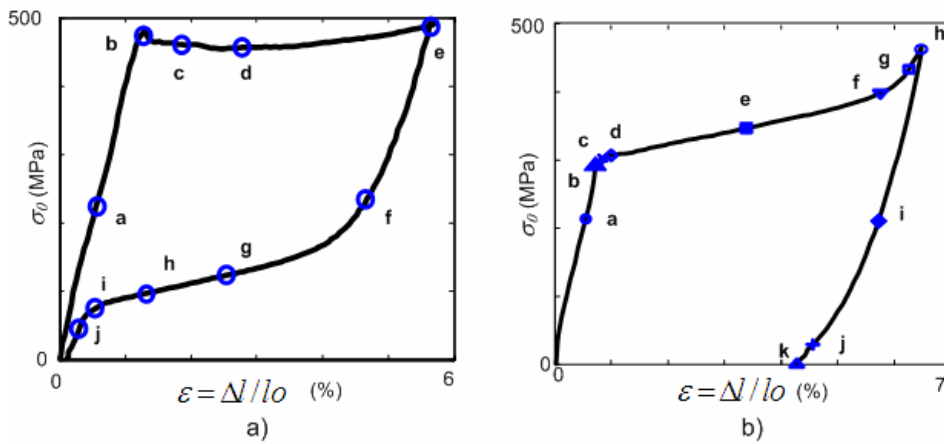 500
b
c
d
e
a
f
g
h
i
j
σ₀ (MPa)
0
0
6
ε = Δl/lo (%)
a)
500
h
g
f
e
d
c
b
a
i
j
k
σ₀ (MPa)
0
0
7
ε = Δl/lo (%)
b)